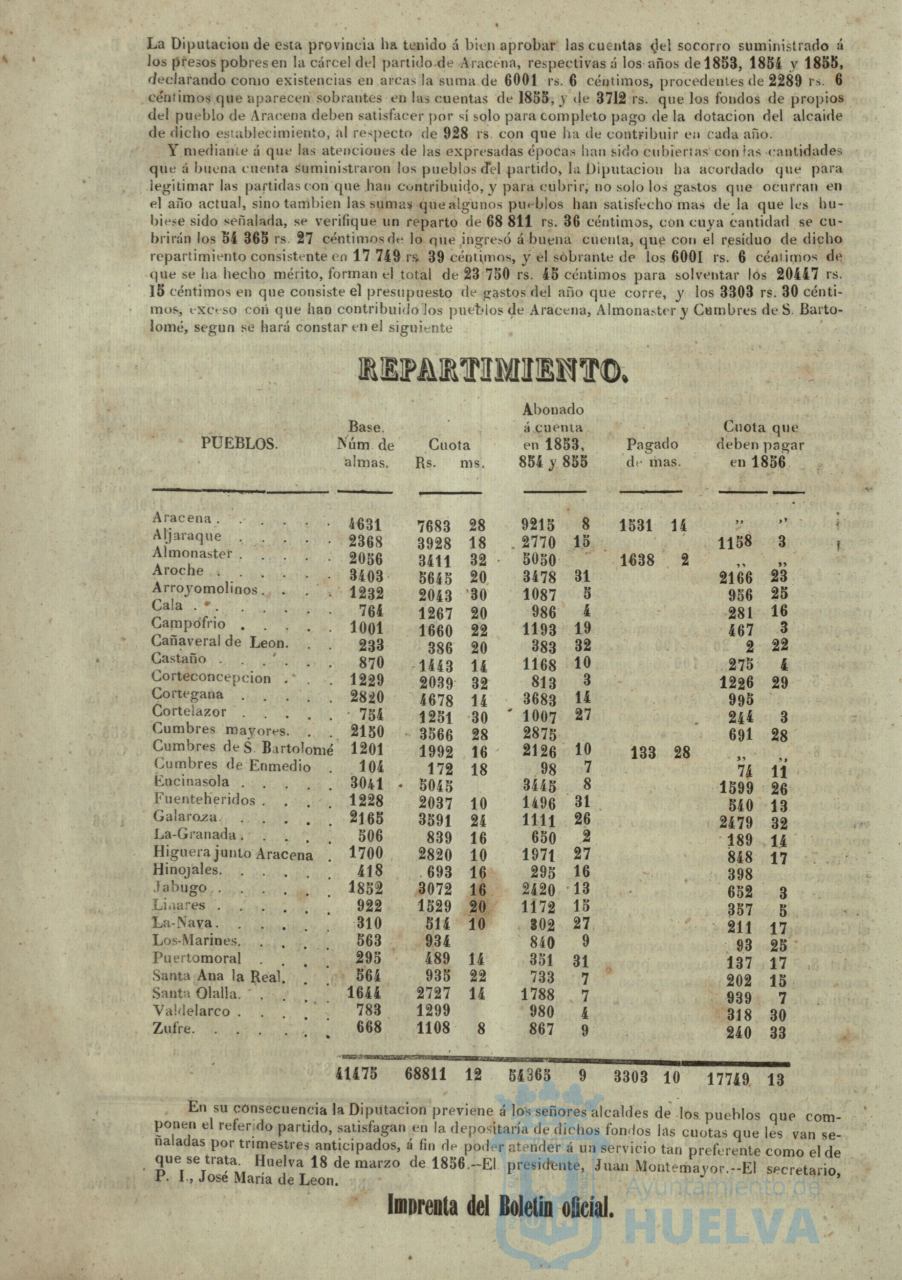 La Diputacion de esta provincia ha tenido á bien aprobar las cuentas del socorro suministrado á
los presos pobres en la cárcel del partido de Aracena, respectivas á los años de 1853, 1854 y 1855,
declarando como existencias en arcas la suma de 6001 rs. 6 céntimos, procedentes de 2289 rs. 6
céntimos que aparecen sobrantes en las cuentas de 1855, y de 3712 rs. que los fondos de propios
del pueblo de Aracena deben satisfacer por sí solo para completo pago de la dotacion del alcaide
de dicho establecimiento, al respecto de 928 rs. con que ha de contribuir en cada año.
Y mediante á que las atenciones de las expresadas épocas han sido cubiertas con las cantidades
que á buena cuenta suministraron los pueblos del partido, la Diputacion ha acordado que para
legitimar las partidas con que han contribuido, y para cubrir, no solo los gastos que ocurran en
el año actual, sino tambien las sumas que algunos pueblos han satisfecho mas de la que les hu-
biese sido señalada, se verifique un reparto de 68 811 rs. 36 céntimos, con cuya cantidad se cu-
brirán los 54 365 rs. 27 céntimos de lo que ingresó á buena cuenta, que con el resíduo de dicho
repartimiento consistente en 17 749 rs. 39 céntimos, y el sobrante de los 6001 rs. 6 céntimos de
que se ha hecho mérito, forman el total de 23 750 rs. 45 céntimos para solventar los 20447 rs.
15 céntimos en que consiste el presupuesto de gastos del año que corre, y los 3303 rs. 30 cénti-
mos, exceso con que han contribuido los pueblos de Aracena, Almonaster y Cumbres de S. Barto-
lomé, segun se hará constar en el siguiente
REPARTIMIENTO.
PUEBLOS. Base. Núm. de almas. Cuota Rs. ms. Abonado á cuenta en 1853, 854 y 855 Pagado de mas. Cuota que deben pagar en 1856
Aracena . . . . . . . 4631 7683 28 9215 8 1531 14 ,, ,,
Aljaraque . . . . . . 2368 3928 18 2770 15 1158 3
Almonaster . . . . . 2056 3411 32 5050 1638 2 ,, ,,
Aroche . . . . . . 3403 5645 20 3478 31 2166 23
Arroyomolinos. . . . 1232 2043 30 1087 5 956 25
Cala . . . . . . . 764 1267 20 986 4 281 16
Campofrio . . . . . 1001 1660 22 1193 19 467 3
Cañaveral de Leon. . . 233 386 20 383 32 2 22
Castaño . . . . . . 870 1443 14 1168 10 275 4
Corteconcepcion . . . 1229 2039 32 813 3 1226 29
Cortegana . . . . . 2820 4678 14 3683 14 995
Cortelazor . . . . . 754 1251 30 1007 27 244 3
Cumbres mayores. . . 2150 3566 28 2875 691 28
Cumbres de S. Bartolomé 1201 1992 16 2126 10 133 28 ,, ,,
Cumbres de Enmedio . 104 172 18 98 7 74 11
Encinasola . . . . . 3041 5045 3445 8 1599 26
Fuenteheridos . . . . 1228 2037 10 1496 31 540 13
Galaroza. . . . . . 2165 3591 24 1111 26 2479 32
La-Granada. . . . . 506 839 16 650 2 189 14
Higuera junto Aracena . 1700 2820 10 1971 27 848 17
Hinojales. . . . . . 418 693 16 295 16 398
Jabugo . . . . . . 1852 3072 16 2420 13 652 3
Linares . . . . . . 922 1529 20 1172 15 357 5
La-Nava. . . . . . 310 514 10 302 27 211 17
Los-Marines. . . . . 563 934 840 9 93 25
Puertomoral . . . . 295 489 14 351 31 137 17
Santa Ana la Real. . . 564 935 22 733 7 202 15
Santa Olalla. . . . . 1644 2727 14 1788 7 939 7
Valdelarco . . . . . 783 1299 980 4 318 30
Zufre. . . . . . . 668 1108 8 867 9 240 33
41475 68811 12 54365 9 3303 10 17749 13
En su consecuencia la Diputacion previene á los señores alcaldes de los pueblos que com-
ponen el referido partido, satisfagan en la depositaría de dichos fondos las cuotas que les van se-
ñaladas por trimestres anticipados, á fin de poder atender á un servicio tan preferente como el de
que se trata. Huelva 18 de marzo de 1856.--El presidente, Juan Montemayor.--El secretario,
P. I., José María de Leon.
Imprenta del Boletin oficial.
Ayuntamiento de
HUELVA